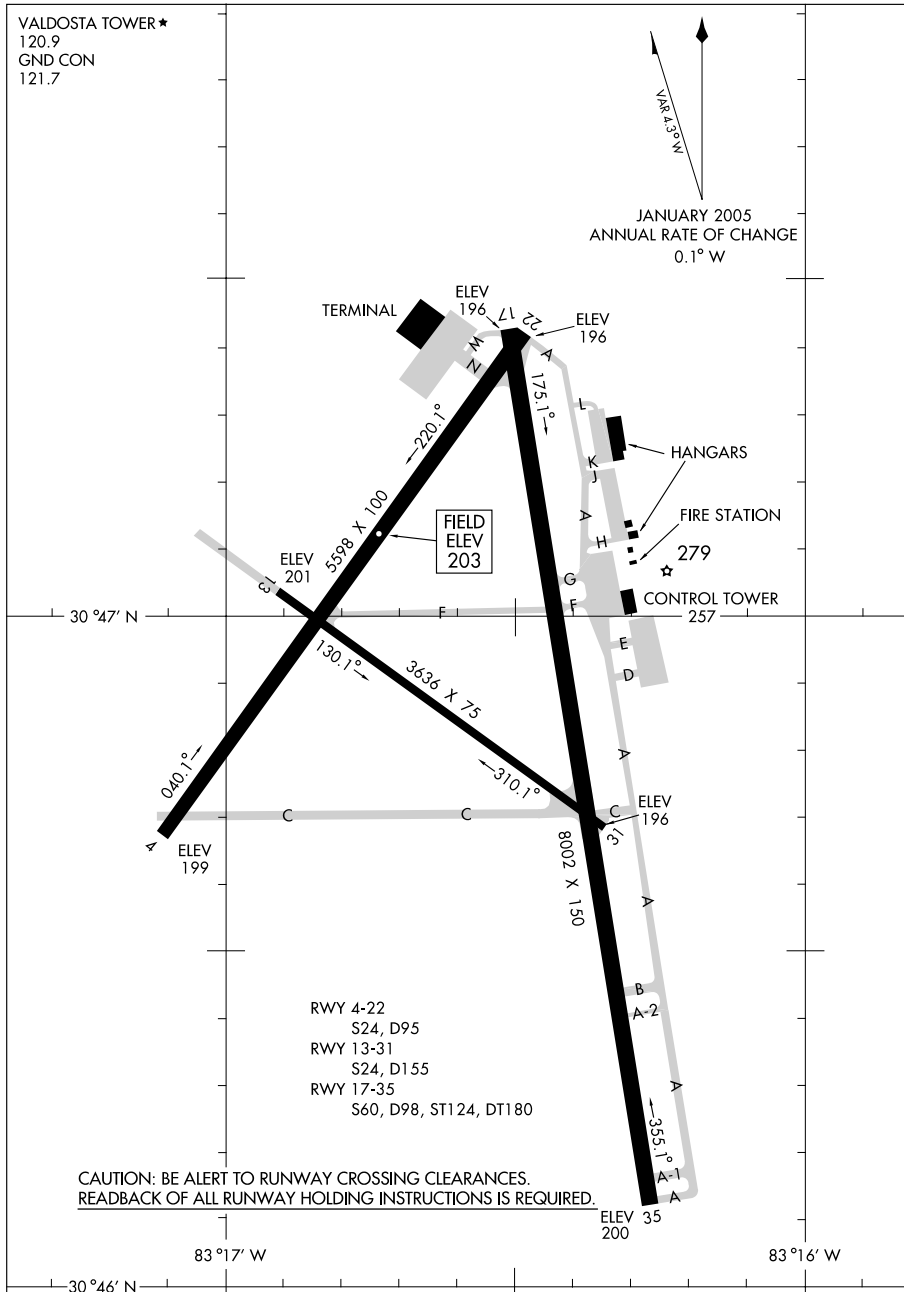 VALDOSTA TOWER★
120.9
GND CON
121.7
VAR 4.3° W
JANUARY 2005
ANNUAL RATE OF CHANGE
0.1° W
TERMINAL
ELEV
196
17
22
ELEV
196
M
N
A
175.1°
L
220.1°
K
J
HANGARS
5598 X 100
A
FIELD
ELEV
203
H
FIRE STATION
279
ELEV
201
13
G
30°47' N
F
F
CONTROL TOWER
257
130.1°
E
D
3636 X 75
040.1°
310.1°
A
C
C
C
ELEV
196
31
4
ELEV
199
8002 X 150
A
B
A-2
RWY 4-22
S24, D95
RWY 13-31
S24, D155
RWY 17-35
S60, D98, ST124, DT180
A
355.1°
A-1
A
CAUTION: BE ALERT TO RUNWAY CROSSING CLEARANCES.
READBACK OF ALL RUNWAY HOLDING INSTRUCTIONS IS REQUIRED.
ELEV
200
35
83°17' W
83°16' W
30°46' N